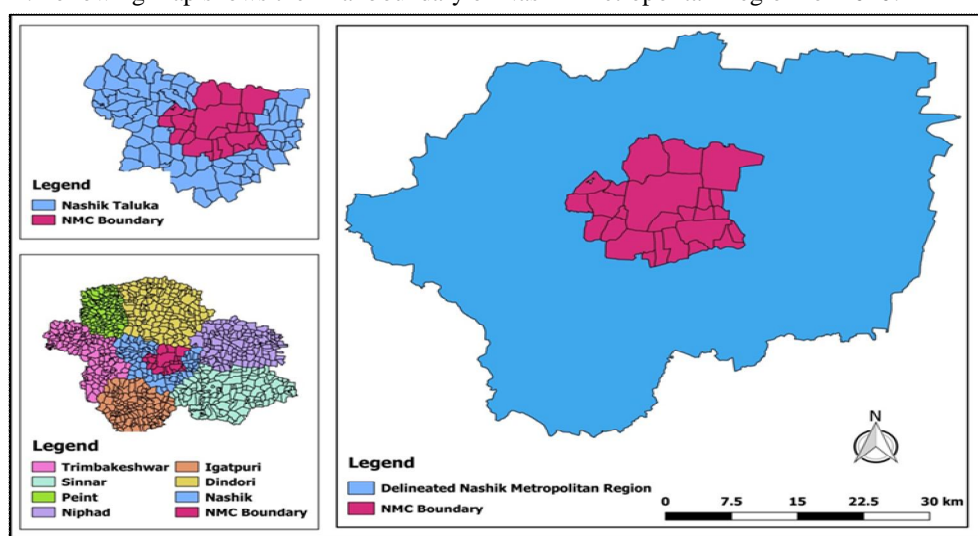 Legend
Nashik Taluka
NMC Boundary
Legend
Trimbakeshwar
Igatpuri
Sinnar
Dindori
Peint
Nashik
Niphad
NMC Boundary
N
Legend
Delineated Nashik Metropolitan Region
NMC Boundary
0 7.5 15 22.5 30 km